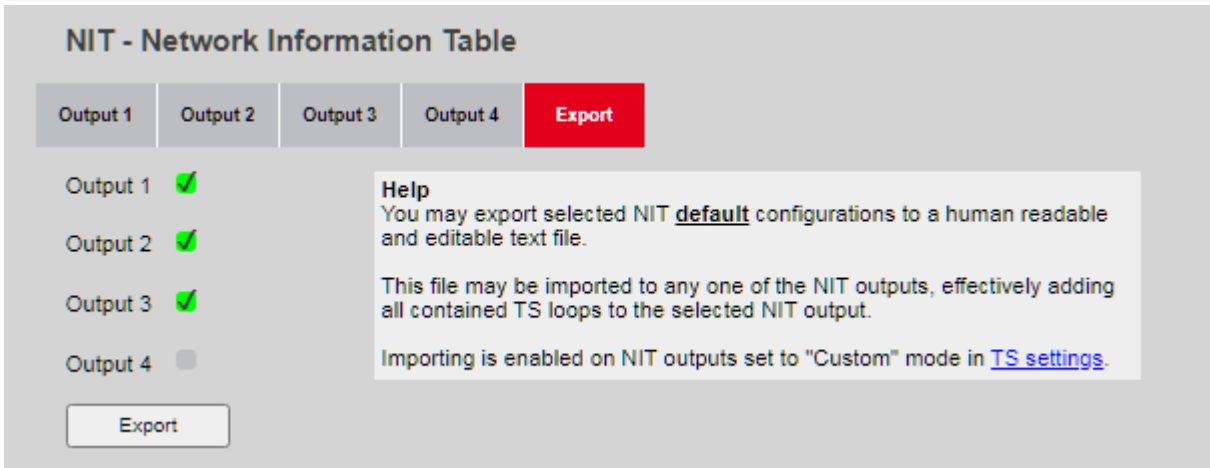 NIT - Network Information Table
Output 1 Output 2 Output 3 Output 4 Export
Output 1
Output 2
Output 3
Output 4
Export
Help
You may export selected NIT default configurations to a human readable
and editable text file.
This file may be imported to any one of the NIT outputs, effectively adding
all contained TS loops to the selected NIT output.
Importing is enabled on NIT outputs set to "Custom" mode in TS settings.